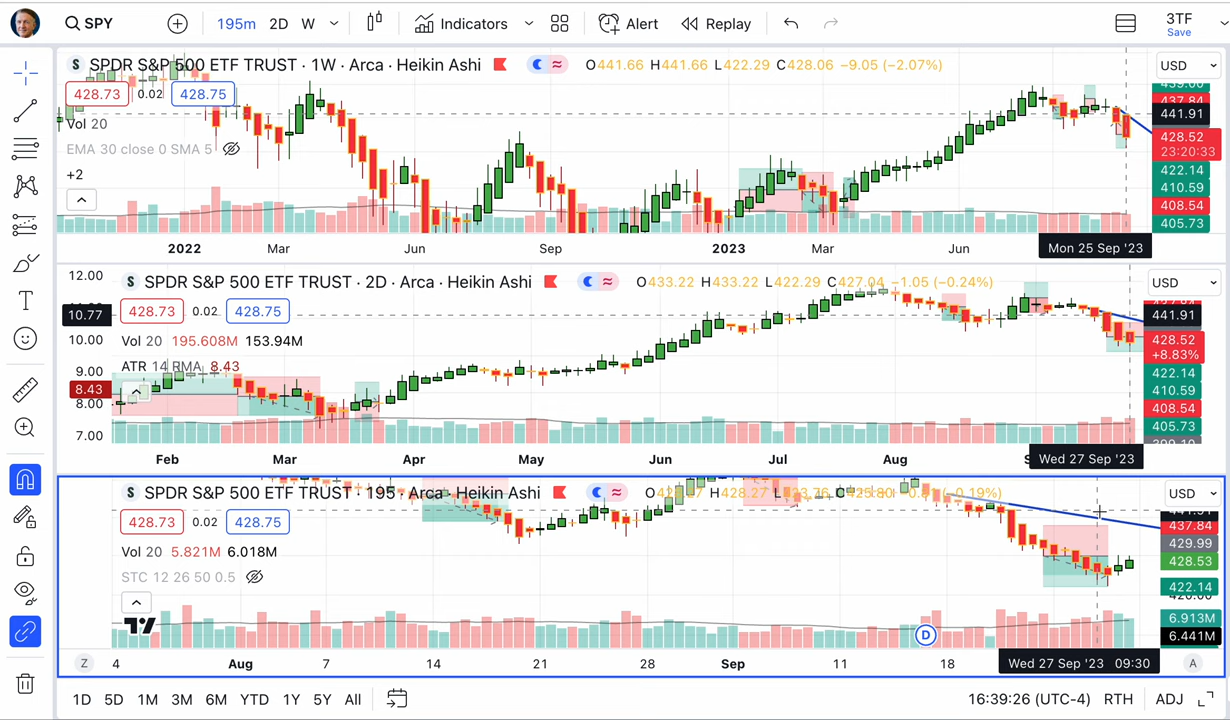 SPY
195m 2D W Indicators Alert Replay 3TF
Save
S SPDR S&P 500 ETF TRUST · 1W · Arca · Heikin Ashi O441.66 H441.66 L422.29 C428.06 −9.05 (−2.07%) USD
428.73 0.02 428.75
Vol 20
EMA 30 close 0 SMA 5
+2
439.00
437.84
441.91
428.52
23:20:33
422.14
410.59
408.54
405.73
2022 Mar Jun Sep 2023 Mar Jun Mon 25 Sep '23
S SPDR S&P 500 ETF TRUST · 2D · Arca · Heikin Ashi O433.22 H433.22 L422.29 C427.04 −1.05 (−0.24%) USD
428.73 0.02 428.75
Vol 20 195.608M 153.94M
ATR 14 RMA 8.43
12.00
10.77
10.00
9.00
8.43
8.00
7.00
441.91
428.52
+8.83%
422.14
410.59
408.54
405.73
Feb Mar Apr May Jun Jul Aug Wed 27 Sep '23
S SPDR S&P 500 ETF TRUST · 195 · Arca · Heikin Ashi USD
428.73 0.02 428.75
Vol 20 5.821M 6.018M
STC 12 26 50 0.5
437.84
429.99
428.53
422.14
6.913M
6.441M
D
Z 4 Aug 7 14 21 28 Sep 11 18 Wed 27 Sep '23 09:30 A
1D 5D 1M 3M 6M YTD 1Y 5Y All 16:39:26 (UTC-4) RTH ADJ